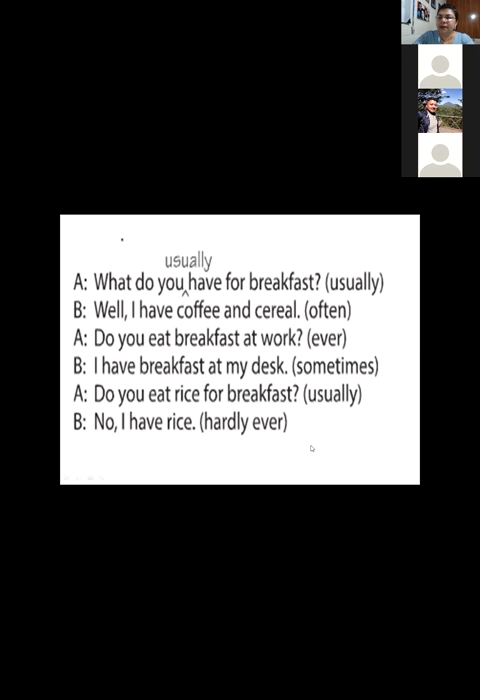 usually
A: What do you ‸ have for breakfast? (usually)
B: Well, I have coffee and cereal. (often)
A: Do you eat breakfast at work? (ever)
B: I have breakfast at my desk. (sometimes)
A: Do you eat rice for breakfast? (usually)
B: No, I have rice. (hardly ever)